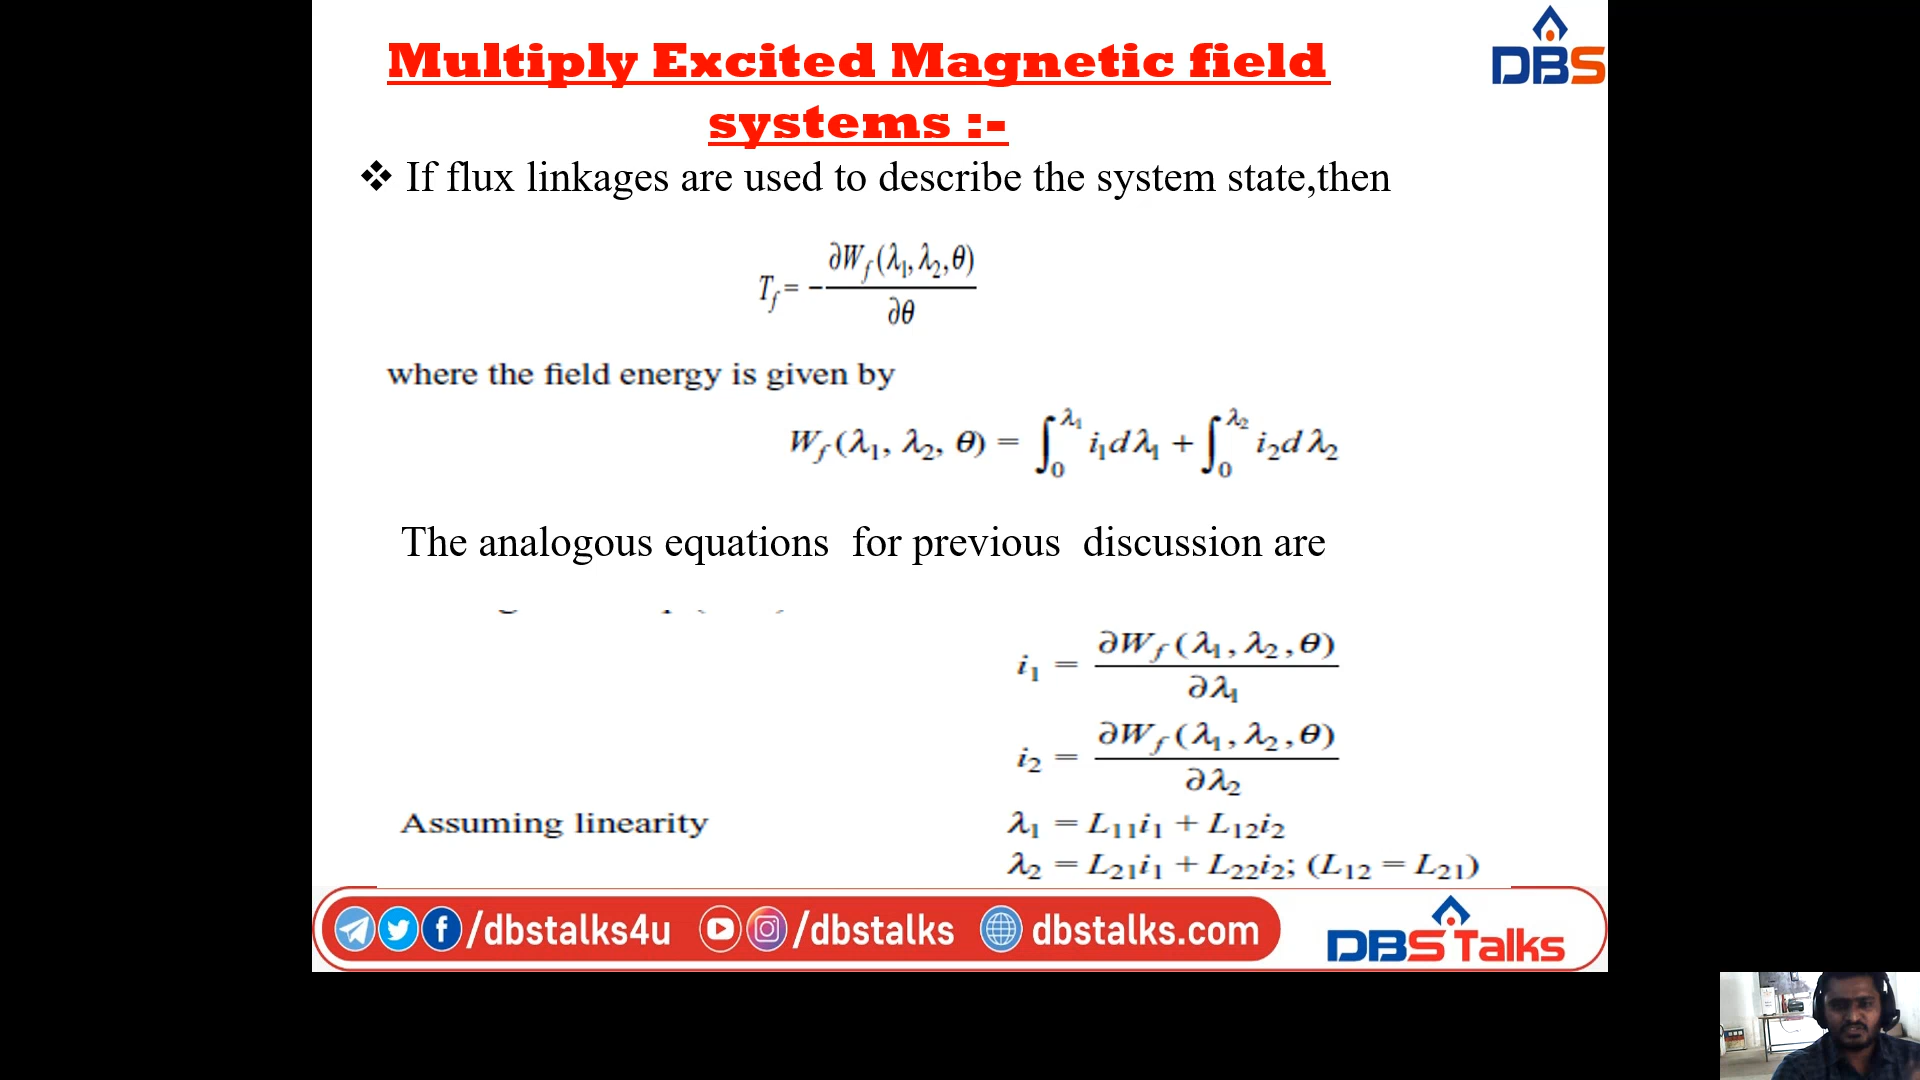 Multiply Excited Magnetic field
systems :-
DBS
❖ If flux linkages are used to describe the system state,then
T_f = - ∂W_f(λ₁,λ₂,θ) / ∂θ
where the field energy is given by
W_f(λ₁, λ₂, θ) = ∫₀^λ₁ i₁dλ₁ + ∫₀^λ₂ i₂dλ₂
The analogous equations for previous discussion are
i₁ = ∂W_f(λ₁,λ₂,θ) / ∂λ₁
i₂ = ∂W_f(λ₁,λ₂,θ) / ∂λ₂
Assuming linearity λ₁ = L₁₁i₁ + L₁₂i₂
λ₂ = L₂₁i₁ + L₂₂i₂; (L₁₂ = L₂₁)
/dbstalks4u /dbstalks dbstalks.com DBS Talks